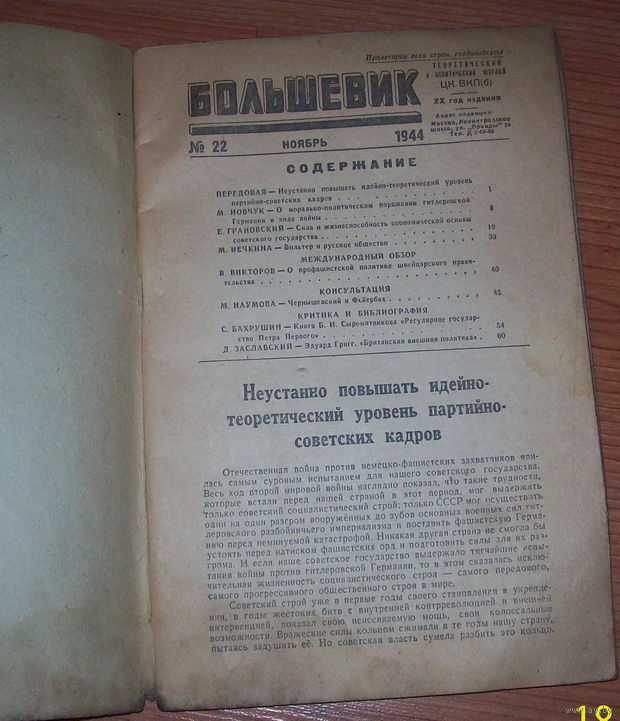 Пролетарии всех стран, соединяйтесь!
БОЛЬШЕВИК
ТЕОРЕТИЧЕСКИЙ
и ПОЛИТИЧЕСКИЙ ЖУРНАЛ
ЦК ВКП(б)
XX ГОД ИЗДАНИЯ
Адрес редакции:
Москва, Ленинградское
шоссе, ул. „Правды" 24
Тел. Д
№ 22 НОЯБРЬ 1944
СОДЕРЖАНИЕ
ПЕРЕДОВАЯ — Неустанно повышать идейно-теоретический уровень
партийно-советских кадров . . . 1
М. ИОВЧУК — О морально-политическом поражении гитлеровской
Германии в ходе войны . . . 8
Е. ГРАНОВСКИЙ — Сила и жизнеспособность экономической основы
советского государства . . . 19
М. НЕЧКИНА — Вольтер и русское общество . . . 30
МЕЖДУНАРОДНЫЙ ОБЗОР
В. ВИКТОРОВ — О профашистской политике швейцарского прави-
тельства . . . 40
КОНСУЛЬТАЦИЯ
М. НАУМОВА — Чернышевский и Фейербах . . . 45
КРИТИКА И БИБЛИОГРАФИЯ
С. БАХРУШИН — Книга Б. И. Сыромятникова «Регулярное государ-
ство Петра Первого» . . . 54
Д. ЗАСЛАВСКИЙ — Эдуард Григг. «Британская внешняя политика» . 60
Неустанно повышать идейно-
теоретический уровень партийно-
советских кадров
Отечественная война против немецко-фашистских захватчиков яви-
лась самым суровым испытанием для нашего советского государства.
Весь ход второй мировой войны наглядно показал, что такие трудности,
которые встали перед нашей страной в этот период, мог выдержать
только советский социалистический строй; только СССР мог осуществить
один на один разгром вооружённых до зубов основных военных сил гит-
леровского разбойничьего империализма и поставить фашистскую Герма-
нию перед неминуемой катастрофой. Никакая другая страна не смогла бы
устоять перед натиском фашистских орд и подготовить силы для их раз-
грома. И если наше советское государство выдержало тягчайшие испы-
тания войны против гитлеровской Германии, то в этом сказалась исклю-
чительная жизненность социалистического строя — самого передового,
самого прогрессивного общественного строя в мире.
Советский строй уже в первые годы своего становления и укрепле-
ния, в годы жестоких битв с внутренней контрреволюцией и внешней
интервенцией, показал свою неиссякаемую мощь, свои колоссальные
возможности. Вражеские силы кольцом сжимали в те годы нашу страну,
пытаясь задушить её. Но советская власть сумела разбить это кольцо,